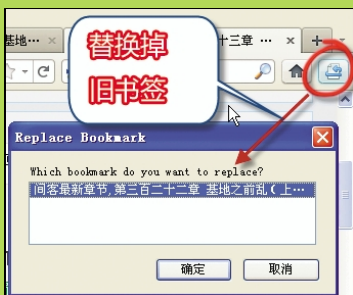 基地…
十三章 …
替换掉
旧书签
Replace Bookmark
Which bookmark do you want to replace?
间客最新章节,第三百二十二章 基地之前乱(上…
确定
取消